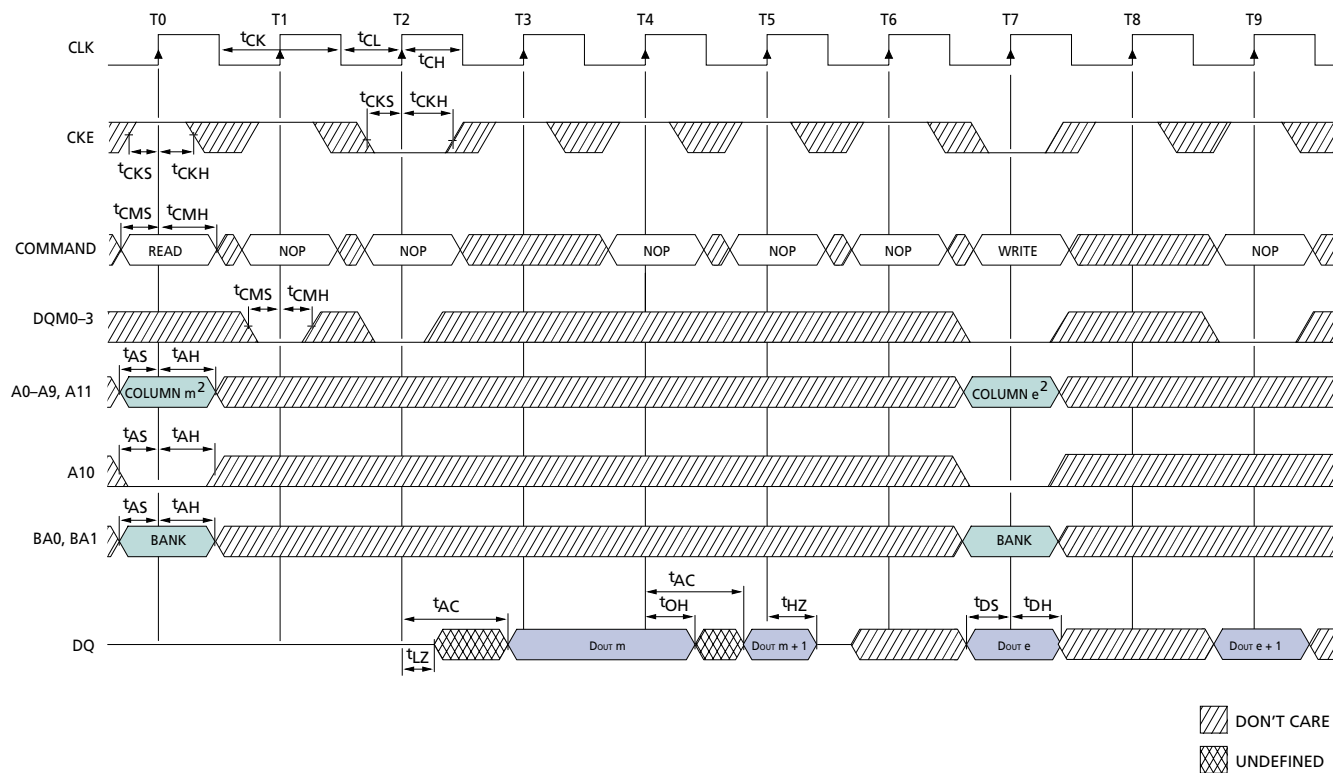 T0 T1 T2 T3 T4 T5 T6 T7 T8 T9
CLK
tCK tCL tCH
tCKS tCKH
CKE
tCKS tCKH
tCMS tCMH
COMMAND READ NOP NOP NOP NOP NOP WRITE NOP
tCMS tCMH
DQM0–3
tAS tAH
A0–A9, A11 COLUMN m2 COLUMN e2
tAS tAH
A10
tAS tAH
BA0, BA1 BANK BANK
tAC
tAC tOH tHZ tDS tDH
DQ DOUT m DOUT m + 1 DOUT e DOUT e + 1
tLZ
DON'T CARE
UNDEFINED